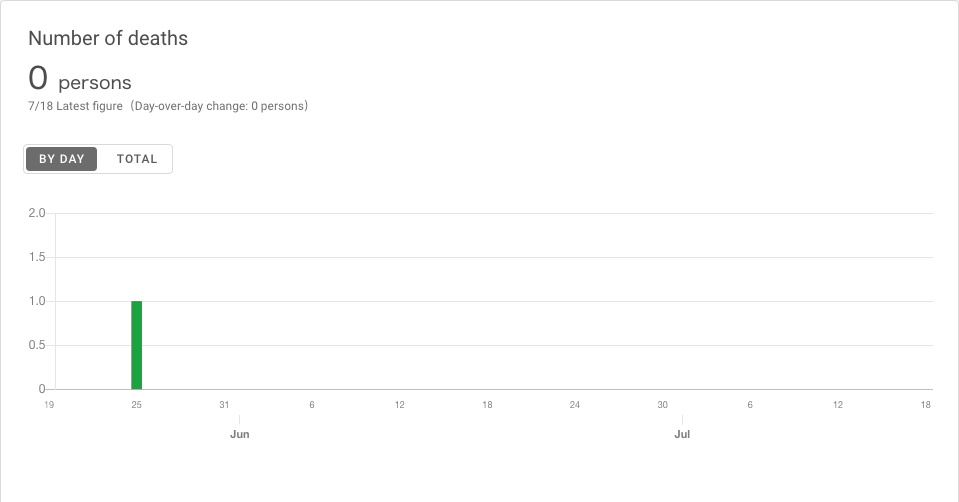 Number of deaths
0 persons
7/18 Latest figure (Day-over-day change: 0 persons)
BY DAY TOTAL
2.0
1.5
1.0
0.5
0
19 25 31 6 12 18 24 30 6 12 18
Jun Jul